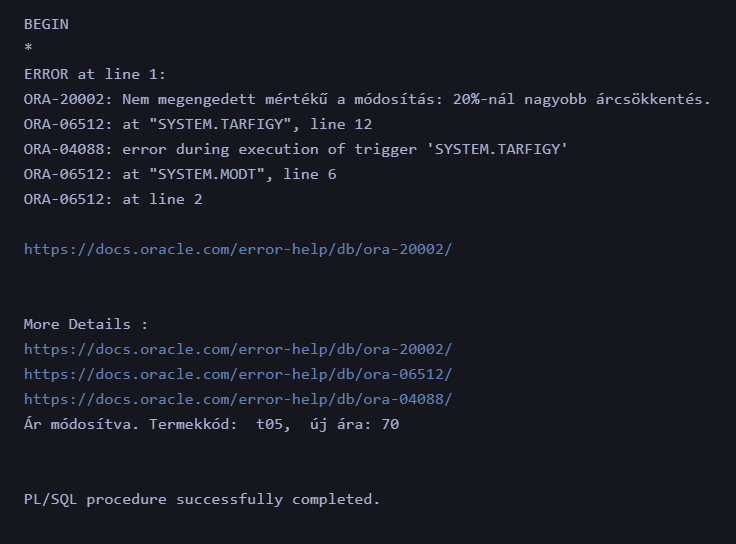 BEGIN
*
ERROR at line 1:
ORA-20002: Nem megengedett mértékű a módosítás: 20%-nál nagyobb árcsökkentés.
ORA-06512: at "SYSTEM.TARFIGY", line 12
ORA-04088: error during execution of trigger 'SYSTEM.TARFIGY'
ORA-06512: at "SYSTEM.MODT", line 6
ORA-06512: at line 2
https://docs.oracle.com/error-help/db/ora-20002/
More Details :
https://docs.oracle.com/error-help/db/ora-20002/
https://docs.oracle.com/error-help/db/ora-06512/
https://docs.oracle.com/error-help/db/ora-04088/
Ár módosítva. Termekkód:  t05,  új ára: 70
PL/SQL procedure successfully completed.